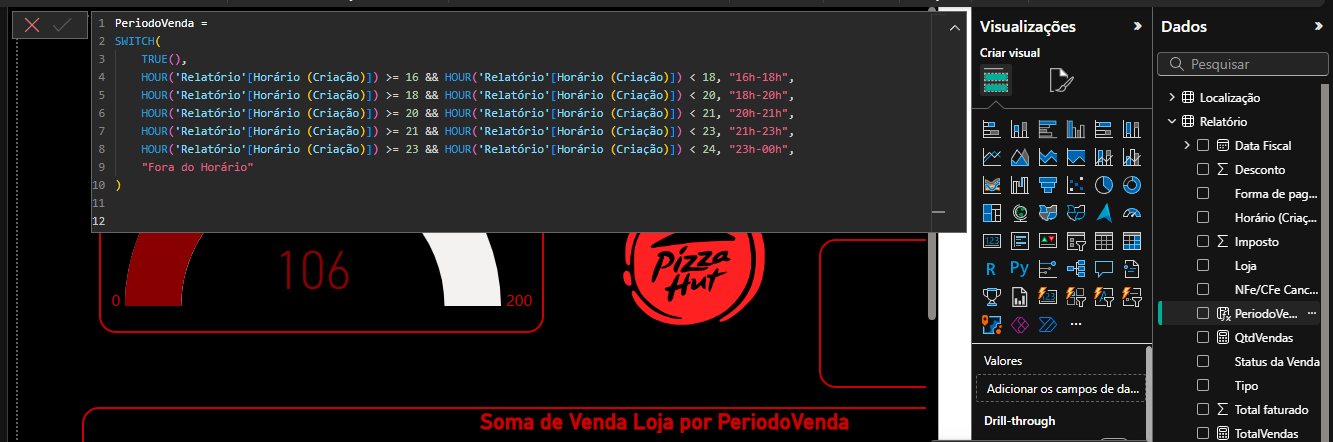 1 PeriodoVenda =
2 SWITCH(
3 TRUE(),
4 HOUR('Relatório'[Horário (Criação)]) >= 16 && HOUR('Relatório'[Horário (Criação)]) < 18, "16h-18h",
5 HOUR('Relatório'[Horário (Criação)]) >= 18 && HOUR('Relatório'[Horário (Criação)]) < 20, "18h-20h",
6 HOUR('Relatório'[Horário (Criação)]) >= 20 && HOUR('Relatório'[Horário (Criação)]) < 21, "20h-21h",
7 HOUR('Relatório'[Horário (Criação)]) >= 21 && HOUR('Relatório'[Horário (Criação)]) < 23, "21h-23h",
8 HOUR('Relatório'[Horário (Criação)]) >= 23 && HOUR('Relatório'[Horário (Criação)]) < 24, "23h-00h",
9 "Fora do Horário"
10 )
11
12
106
0
200
Pizza
Hut
Soma de Venda Loja por PeriodoVenda
Visualizações
Criar visual
123
R
Py
123
Valores
Adicionar os campos de da...
Drill-through
Dados
Pesquisar
Localização
Relatório
Data Fiscal
Desconto
Forma de pag...
Horário (Criaç...
Imposto
Loja
NFe/CFe Canc...
PeriodoVe...
QtdVendas
Status da Venda
Tipo
Total faturado
TotalVendas